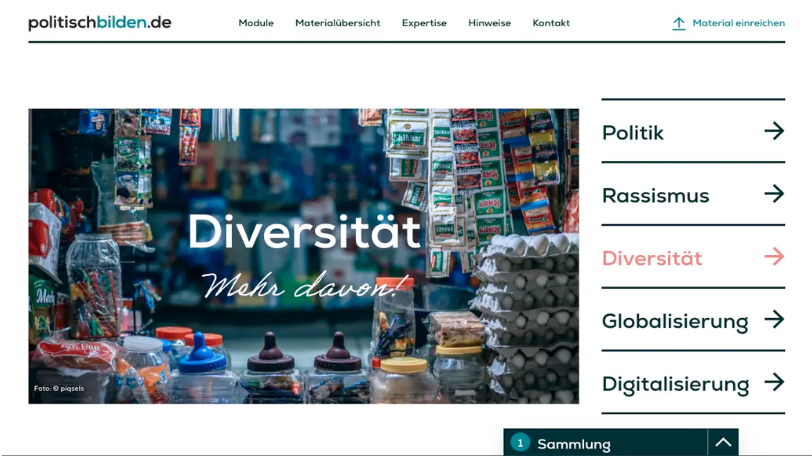 politischbilden.de
Module Materialübersicht Expertise Hinweise Kontakt
Material einreichen
Diversität
Mehr davon!
Foto: © piqsels
Politik
Rassismus
Diversität
Globalisierung
Digitalisierung
1 Sammlung